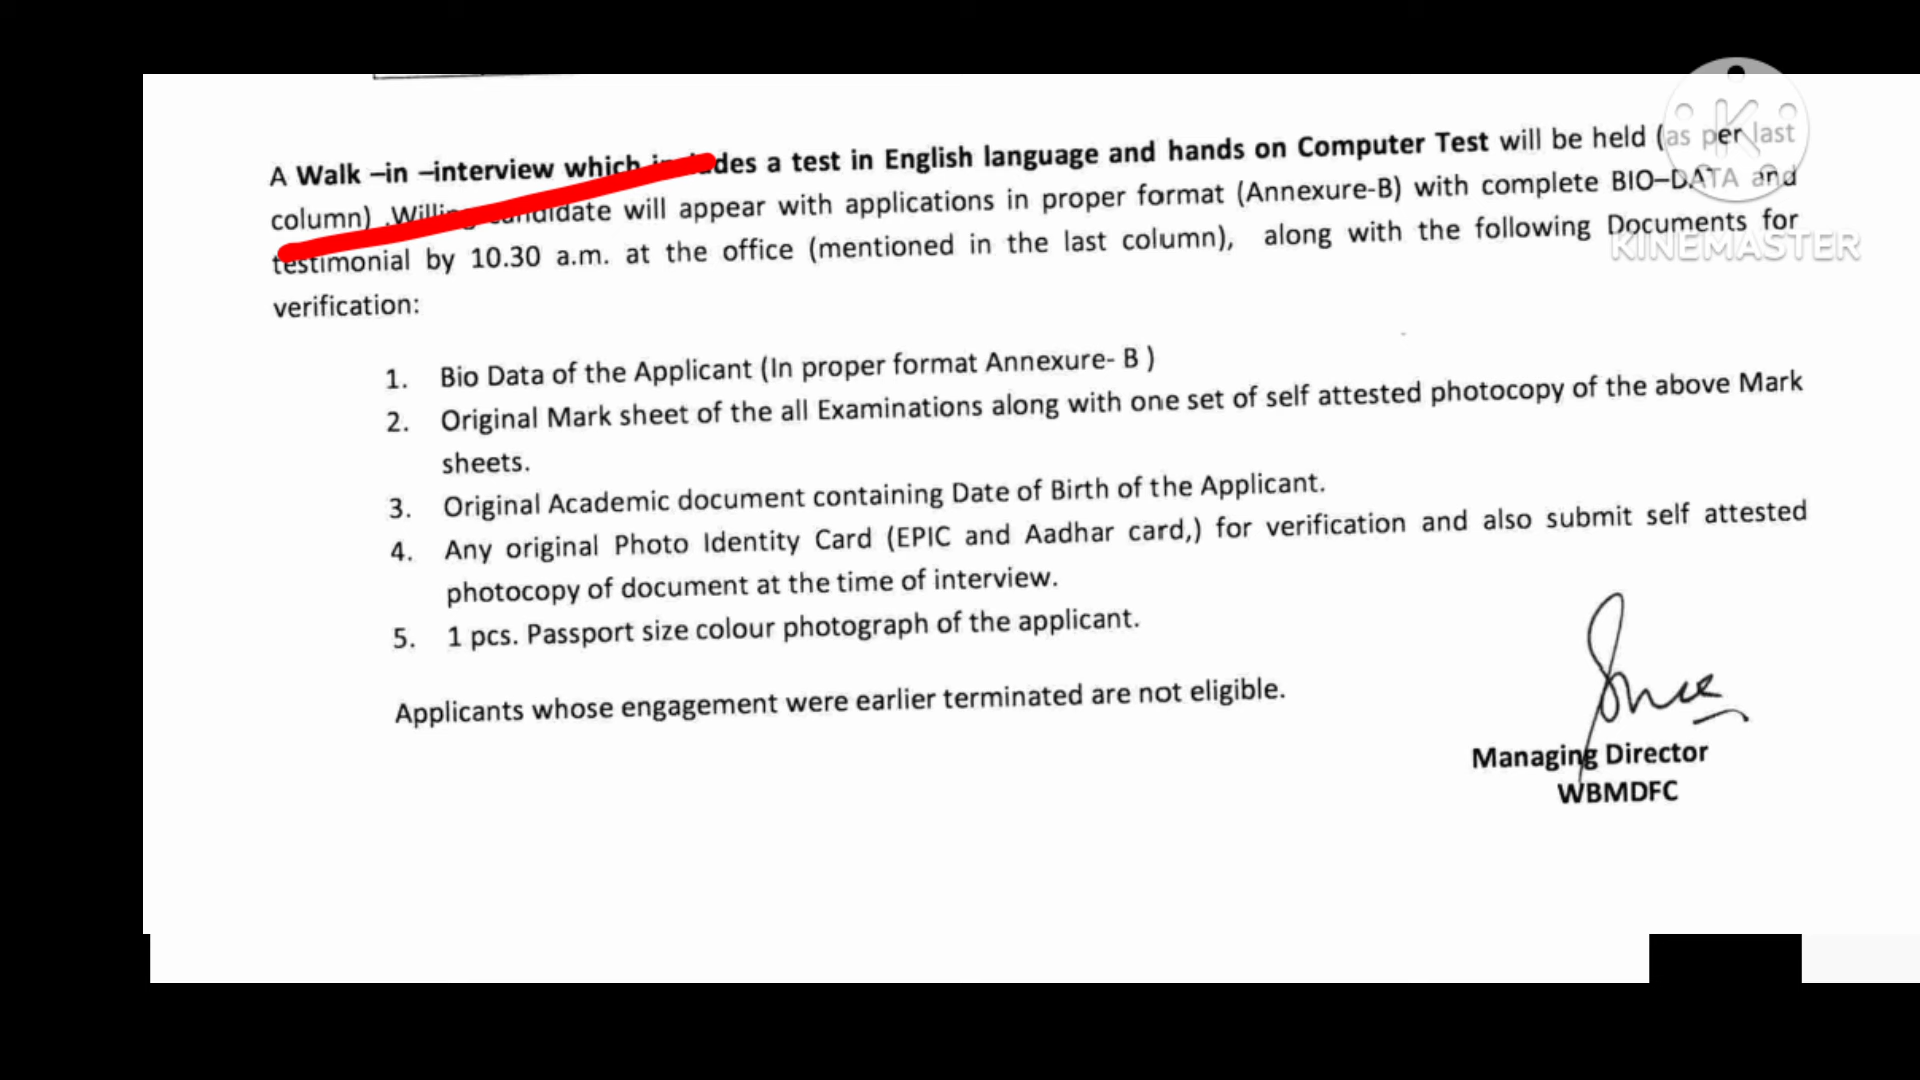 A Walk –in –interview which includes a test in English language and hands on Computer Test will be held (as per last
column) .Willing candidate will appear with applications in proper format (Annexure-B) with complete BIO–DATA and
testimonial by 10.30 a.m. at the office (mentioned in the last column), along with the following Documents for
verification:
1. Bio Data of the Applicant (In proper format Annexure- B )
2. Original Mark sheet of the all Examinations along with one set of self attested photocopy of the above Mark
sheets.
3. Original Academic document containing Date of Birth of the Applicant.
4. Any original Photo Identity Card (EPIC and Aadhar card,) for verification and also submit self attested
photocopy of document at the time of interview.
5. 1 pcs. Passport size colour photograph of the applicant.
Applicants whose engagement were earlier terminated are not eligible.
Managing Director
WBMDFC
K
KINEMASTER